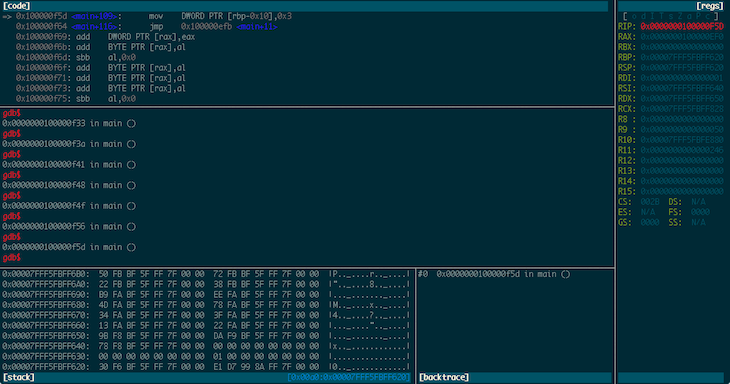 [code]
=> 0x100000f5d <main+109>: mov DWORD PTR [rbp-0x10],0x3
0x100000f64 <main+116>: jmp 0x100000efb <main+11>
0x100000f69: add DWORD PTR [rax],eax
0x100000f6b: add BYTE PTR [rax],al
0x100000f6d: sbb al,0x0
0x100000f6f: add BYTE PTR [rax],al
0x100000f71: add BYTE PTR [rax],al
0x100000f73: add BYTE PTR [rax],al
0x100000f75: sbb al,0x0
gdb$
0x0000000100000f33 in main ()
gdb$
0x0000000100000f3a in main ()
gdb$
0x0000000100000f41 in main ()
gdb$
0x0000000100000f48 in main ()
gdb$
0x0000000100000f4f in main ()
gdb$
0x0000000100000f56 in main ()
gdb$
0x0000000100000f5d in main ()
gdb$
0x00007FFF5FBFF6B0: 50 FB BF 5F FF 7F 00 00 72 FB BF 5F FF 7F 00 00 |P.._....r.._....|
0x00007FFF5FBFF6A0: 22 FB BF 5F FF 7F 00 00 38 FB BF 5F FF 7F 00 00 |".._....8.._....|
0x00007FFF5FBFF690: B9 FA BF 5F FF 7F 00 00 EE FA BF 5F FF 7F 00 00 |..._......._....|
0x00007FFF5FBFF680: 4D FA BF 5F FF 7F 00 00 78 FA BF 5F FF 7F 00 00 |M.._....x.._....|
0x00007FFF5FBFF670: 34 FA BF 5F FF 7F 00 00 3F FA BF 5F FF 7F 00 00 |4.._....?.._....|
0x00007FFF5FBFF660: 13 FA BF 5F FF 7F 00 00 22 FA BF 5F FF 7F 00 00 |..._....".._....|
0x00007FFF5FBFF650: 9B F8 BF 5F FF 7F 00 00 DA F9 BF 5F FF 7F 00 00 |..._......._....|
0x00007FFF5FBFF640: 78 F8 BF 5F FF 7F 00 00 00 00 00 00 00 00 00 00 |x.._............|
0x00007FFF5FBFF630: 00 00 00 00 00 00 00 00 01 00 00 00 00 00 00 00 |................|
0x00007FFF5FBFF620: 30 F6 BF 5F FF 7F 00 00 E1 D7 99 8A FF 7F 00 00 |0.._............|
[stack] [0x00a0:0x00007FFF5FBFF620]
#0 0x0000000100000f5d in main ()
[backtrace]
[regs]
RIP: 0x0000000100000F5D
RAX: 0x0000000100000EF0
RBX: 0x0000000000000000
RBP: 0x00007FFF5FBFF620
RSP: 0x00007FFF5FBFF620
RDI: 0x0000000000000001
RSI: 0x00007FFF5FBFF640
RDX: 0x00007FFF5FBFF650
RCX:
R8 : 0x0000000000000000
R9 :
R10:
R11: 0x0000000000000246
R12: 0x0000000000000000
R13: 0x0000000000000000
R14: 0x0000000000000000
R15: 0x0000000000000000
CS: 002B DS: N/A
ES: N/A FS: 0000
GS: 0000 SS: N/A